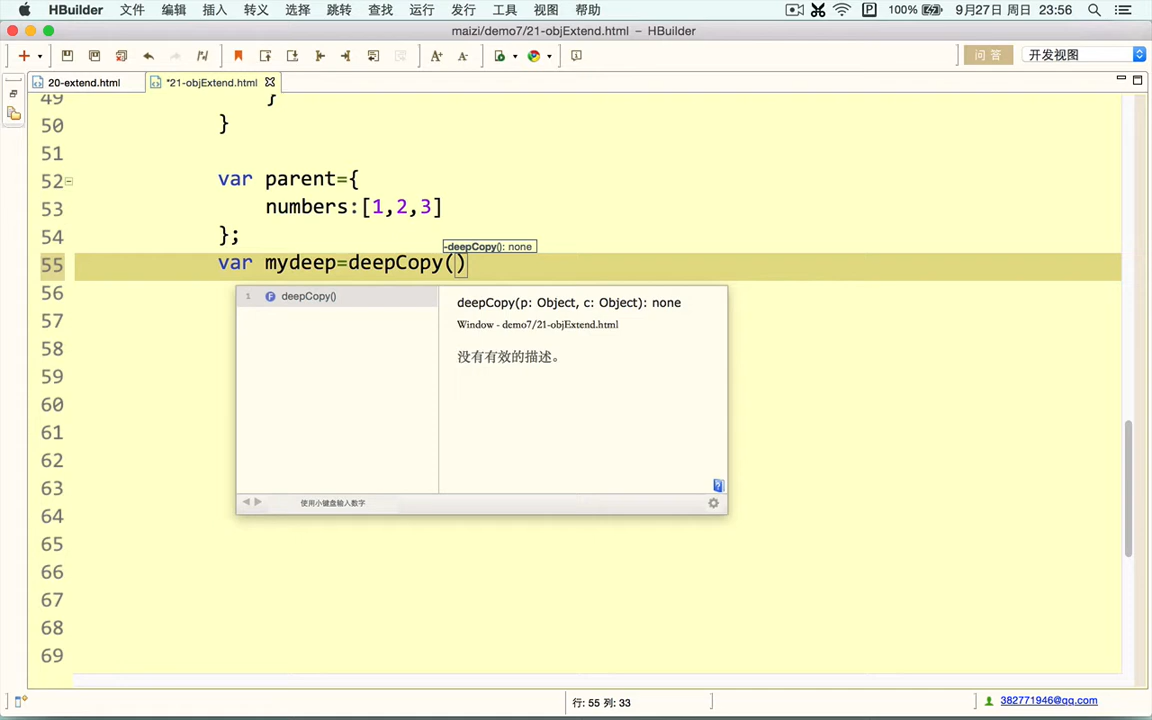 HBuilder 文件 编辑 插入 转义 选择 跳转 查找 运行 发行 工具 视图 帮助 100% 9月27日 周日 23:56
maizi/demo7/21-objExtend.html — HBuilder
问 答 开发视图
20-extend.html *21-objExtend.html
49 }
50 }
51
52 var parent={
53 numbers:[1,2,3]
54 };
-deepCopy(): none
55 var mydeep=deepCopy()
56
1 F deepCopy()
deepCopy(p: Object, c: Object): none
57
Window - demo7/21-objExtend.html
58
没有有效的描述。
59
60
61
62
63
使用小键盘输入数字
64
65
66
67
68
69
行: 55 列: 33
382771946@qq.com